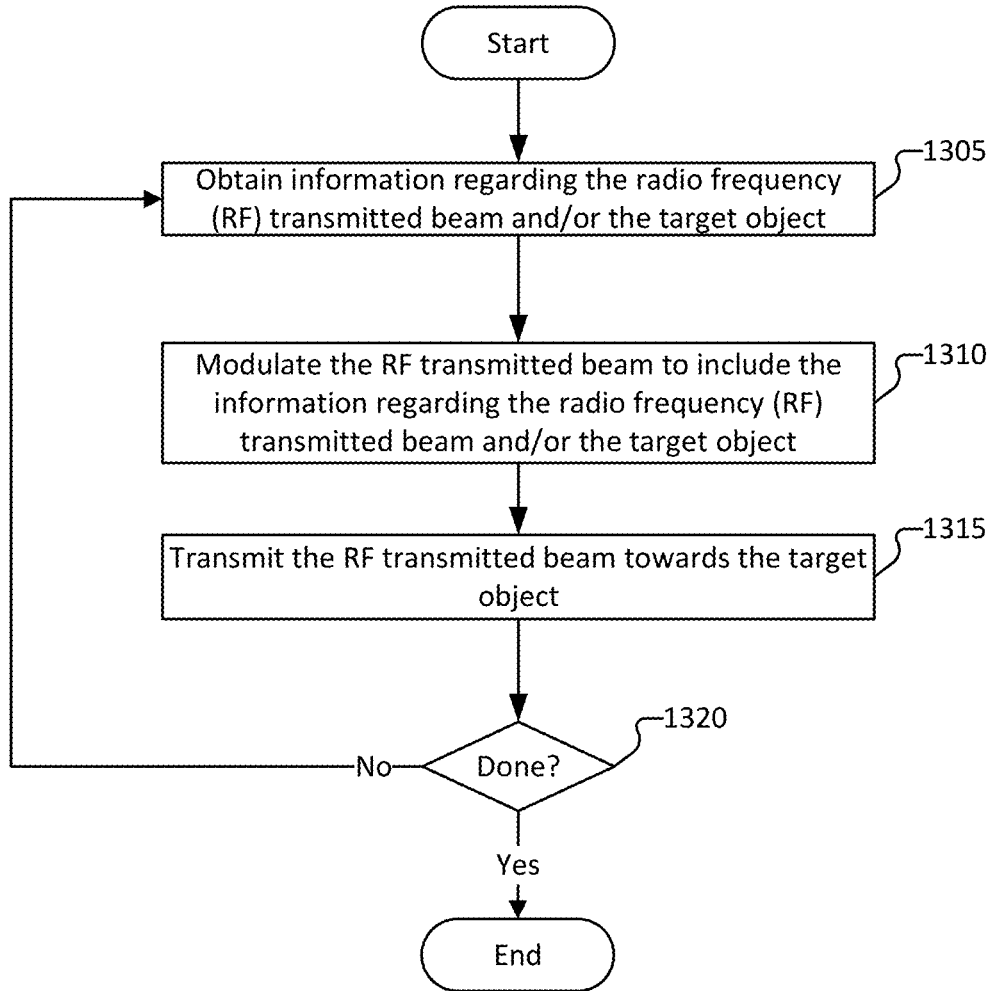 Start
1305
Obtain information regarding the radio frequency
(RF) transmitted beam and/or the target object
1310
Modulate the RF transmitted beam to include the
information regarding the radio frequency (RF)
transmitted beam and/or the target object
1315
Transmit the RF transmitted beam towards the target
object
1320
No
Done?
Yes
End